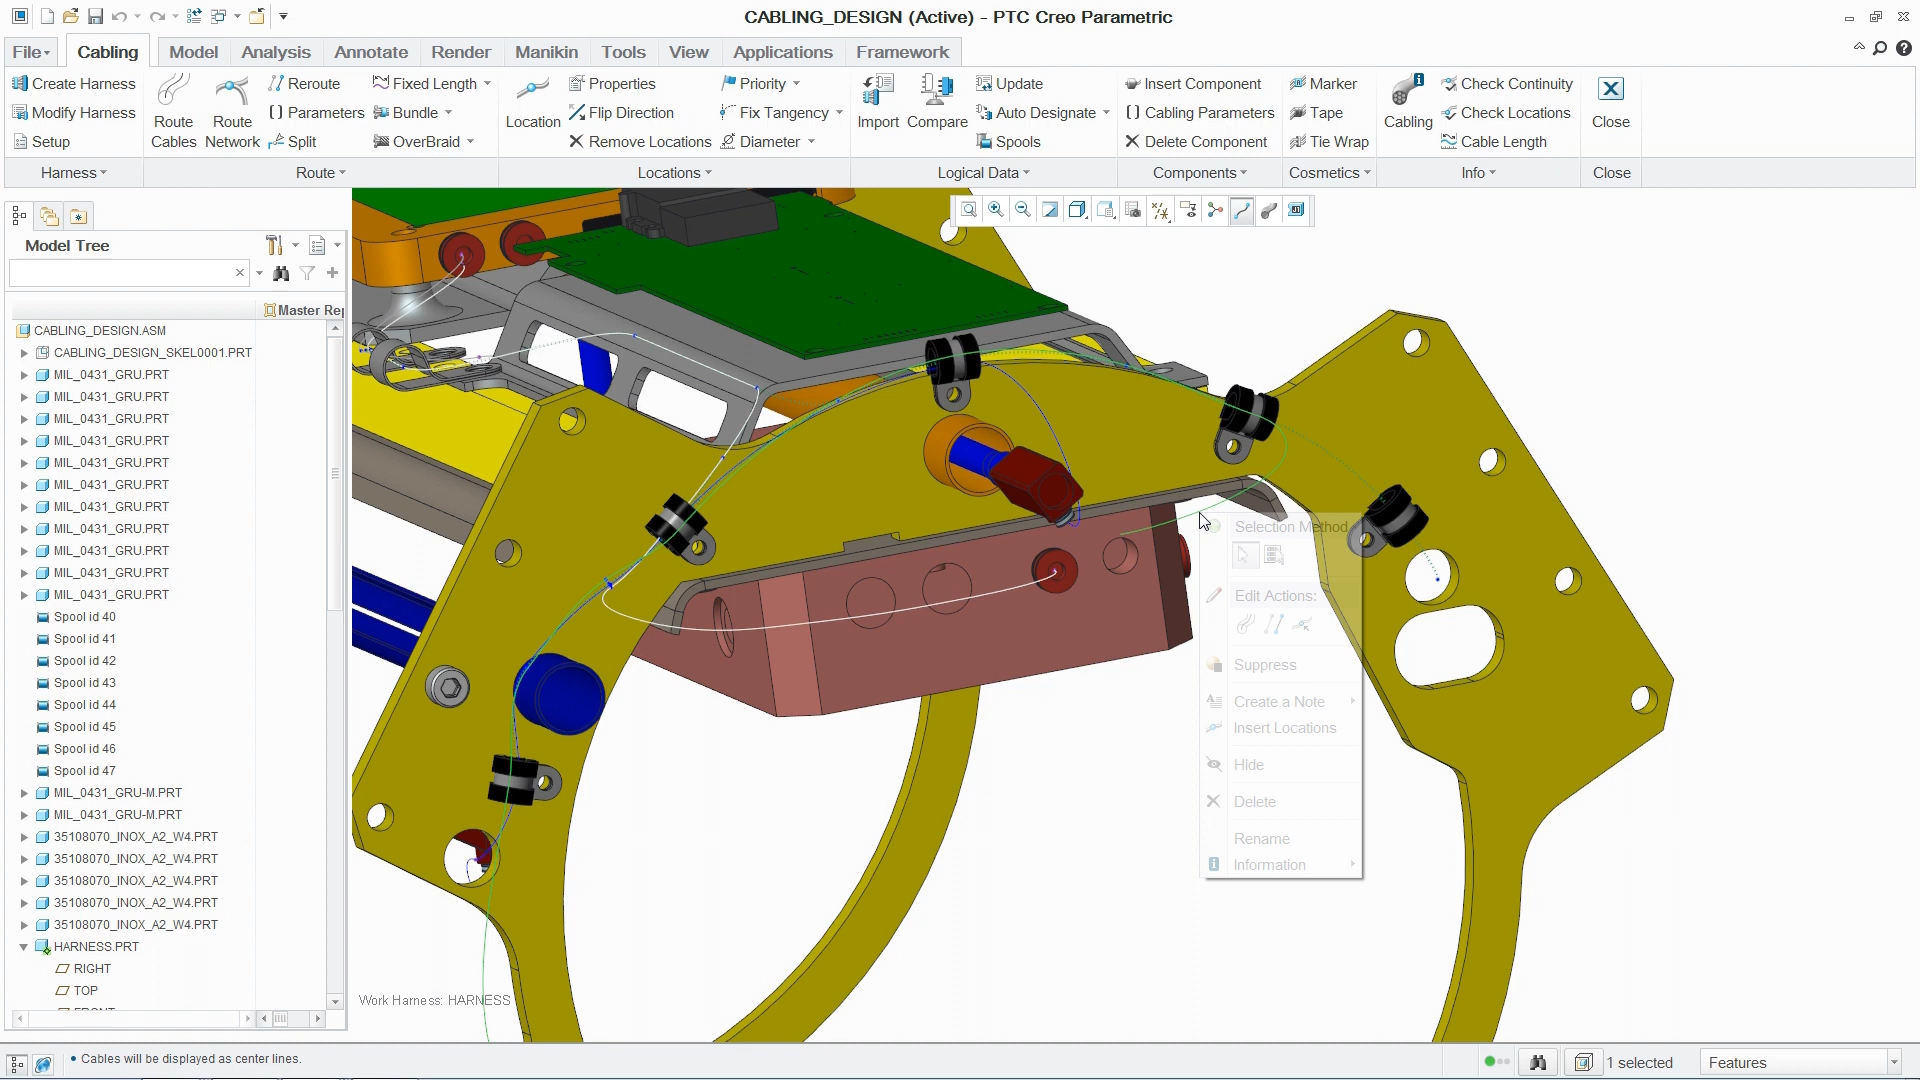 CABLING_DESIGN (Active) - PTC Creo Parametric
File
Cabling
Model
Analysis
Annotate
Render
Manikin
Tools
View
Applications
Framework
Create Harness
Modify Harness
Setup
Harness
Route Cables
Route Network
Reroute
Parameters
Split
Fixed Length
Bundle
OverBraid
Route
Location
Properties
Flip Direction
Remove Locations
Priority
Fix Tangency
Diameter
Locations
Import
Compare
Update
Auto Designate
Spools
Logical Data
Insert Component
Cabling Parameters
Delete Component
Components
Marker
Tape
Tie Wrap
Cosmetics
Cabling
Check Continuity
Check Locations
Cable Length
Info
Close
Close
Model Tree
Master Rep
CABLING_DESIGN.ASM
CABLING_DESIGN_SKEL0001.PRT
MIL_0431_GRU.PRT
MIL_0431_GRU.PRT
MIL_0431_GRU.PRT
MIL_0431_GRU.PRT
MIL_0431_GRU.PRT
MIL_0431_GRU.PRT
MIL_0431_GRU.PRT
MIL_0431_GRU.PRT
MIL_0431_GRU.PRT
MIL_0431_GRU.PRT
MIL_0431_GRU.PRT
Spool id 40
Spool id 41
Spool id 42
Spool id 43
Spool id 44
Spool id 45
Spool id 46
Spool id 47
MIL_0431_GRU-M.PRT
MIL_0431_GRU-M.PRT
35108070_INOX_A2_W4.PRT
35108070_INOX_A2_W4.PRT
35108070_INOX_A2_W4.PRT
35108070_INOX_A2_W4.PRT
35108070_INOX_A2_W4.PRT
HARNESS.PRT
RIGHT
TOP
FRONT
Selection Method
Edit Actions:
Suppress
Create a Note
Insert Locations
Hide
Delete
Rename
Information
Work Harness: HARNESS
• Cables will be displayed as center lines.
1 selected
Features